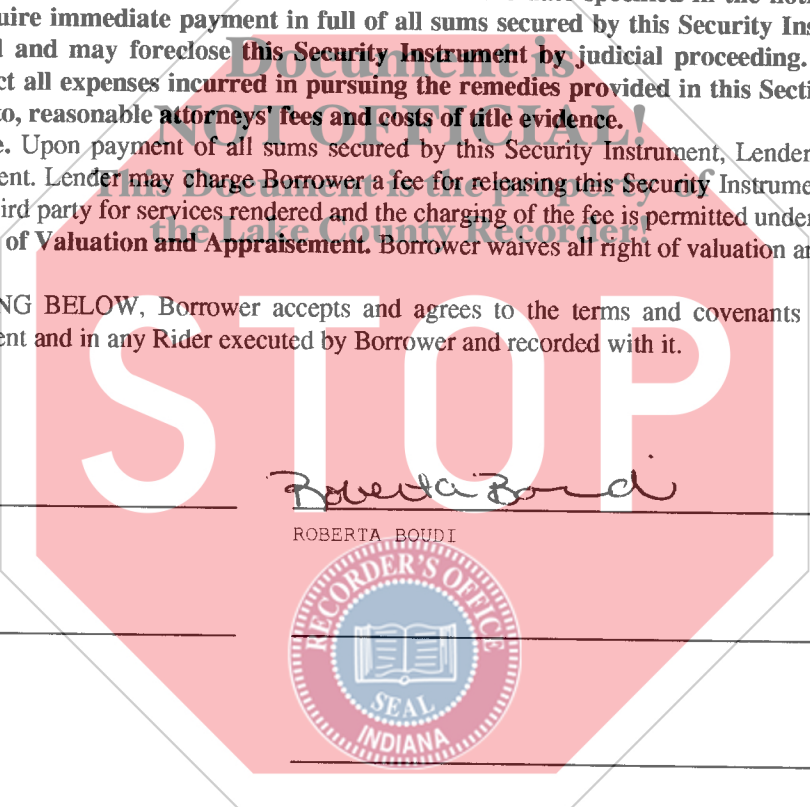 uire immediate payment in full of all sums secured by this Security Ins
and may foreclose this Security Instrument by judicial proceeding.
ct all expenses incurred in pursuing the remedies provided in this Secti
to, reasonable attorneys' fees and costs of title evidence.
e. Upon payment of all sums secured by this Security Instrument, Lender
ent. Lender may charge Borrower a fee for releasing this Security Instrume
ird party for services rendered and the charging of the fee is permitted under
of Valuation and Appraisement. Borrower waives all right of valuation a
NG BELOW, Borrower accepts and agrees to the terms and covenants
ent and in any Rider executed by Borrower and recorded with it.
Document is
NOT OFFICIAL!
This Document is the property of
the Lake County Recorder!
STOP
Roberta Boudi
ROBERTA BOUDI
RECORDER'S OFFICE
SEAL
INDIANA